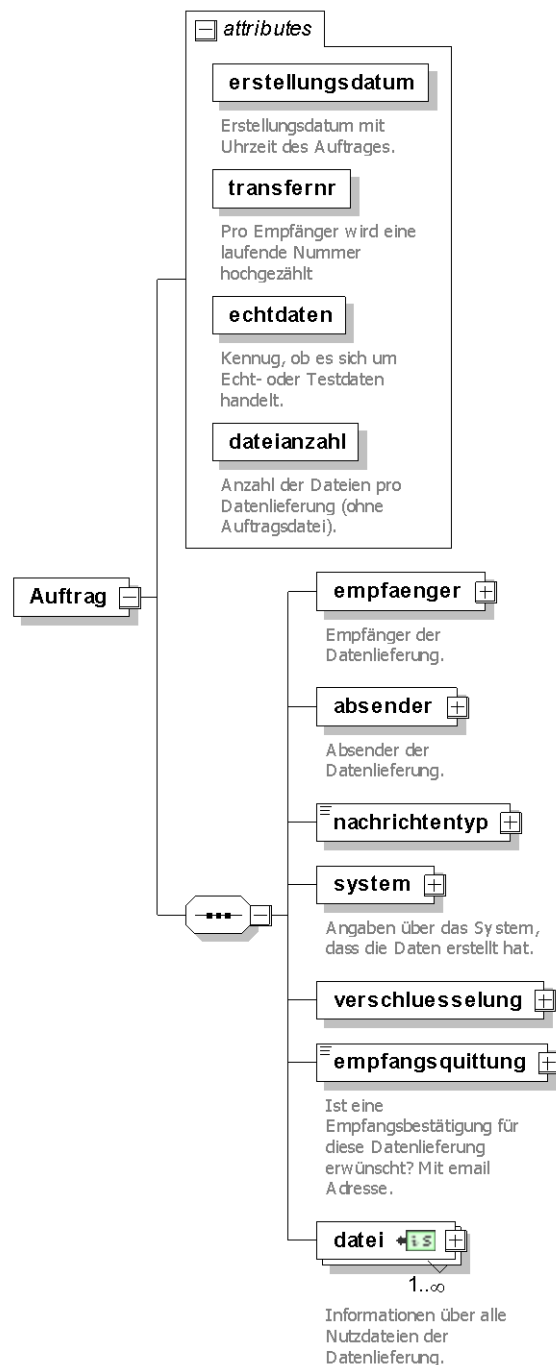 attributes
erstellungsdatum
Erstellungsdatum mit
Uhrzeit des Auftrages.
transfernr
Pro Empfänger wird eine
laufende Nummer
hochgezählt
echtdaten
Kennug, ob es sich um
Echt- oder Testdaten
handelt.
dateianzahl
Anzahl der Dateien pro
Datenlieferung (ohne
Auftragsdatei).
Auftrag
empfaenger
Empfänger der
Datenlieferung.
absender
Absender der
Datenlieferung.
nachrichtentyp
system
Angaben über das System,
dass die Daten erstellt hat.
verschluesselung
empfangsquittung
Ist eine
Empfangsbestätigung für
diese Datenlieferung
erwünscht? Mit email
Adresse.
datei is
1..∞
Informationen über alle
Nutzdateien der
Datenlieferung.